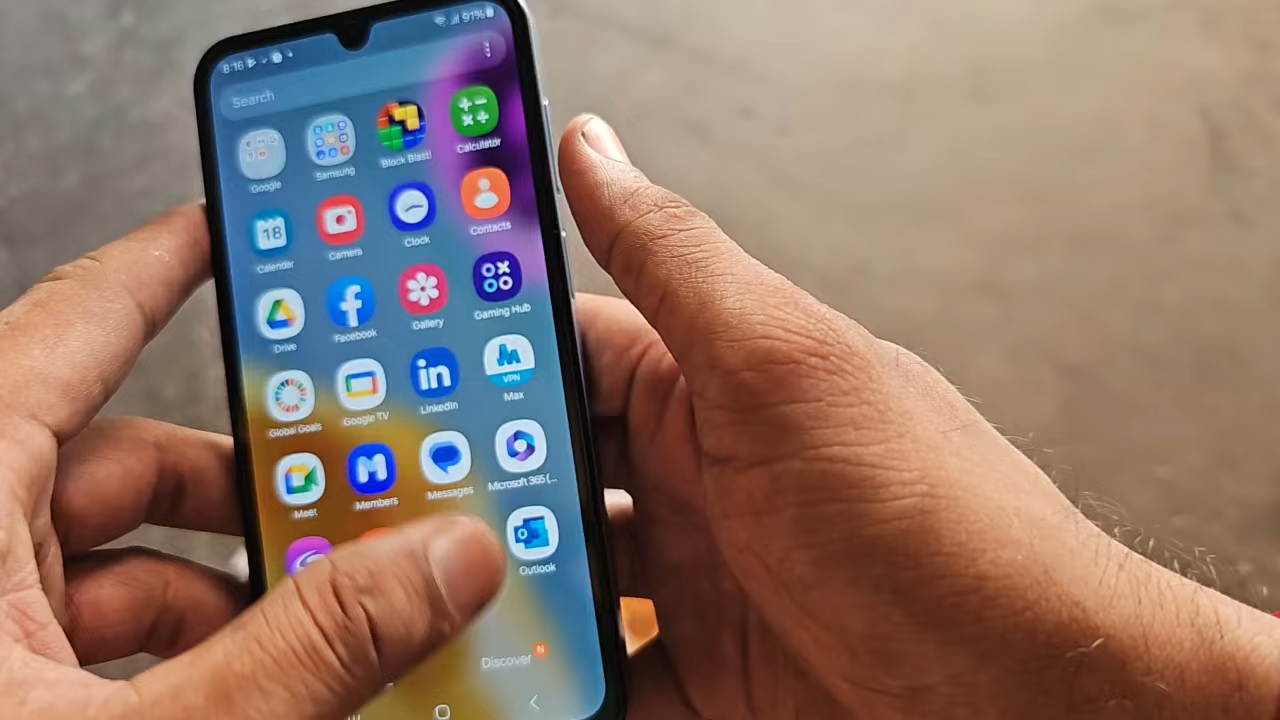 8:16 91%
Search
Google Samsung Block Blast! Calculator
18
Calendar Camera Clock Contacts
Drive Facebook Gallery Gaming Hub
in VPN
Global Goals Google TV LinkedIn Max
Meet Members Messages Microsoft 365 (...
Outlook
Discover N